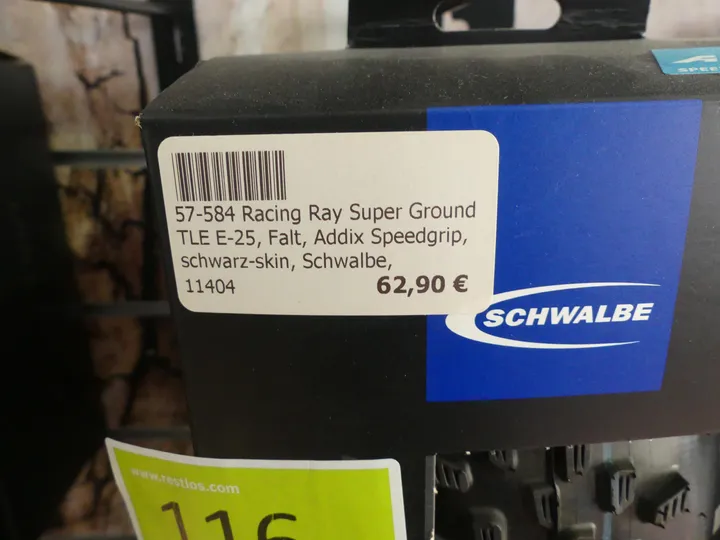 57-584 Racing Ray Super Ground
TLE E-25, Falt, Addix Speedgrip,
schwarz-skin, Schwalbe,
11404 62,90 €
SCHWALBE
www.restlos.com
116